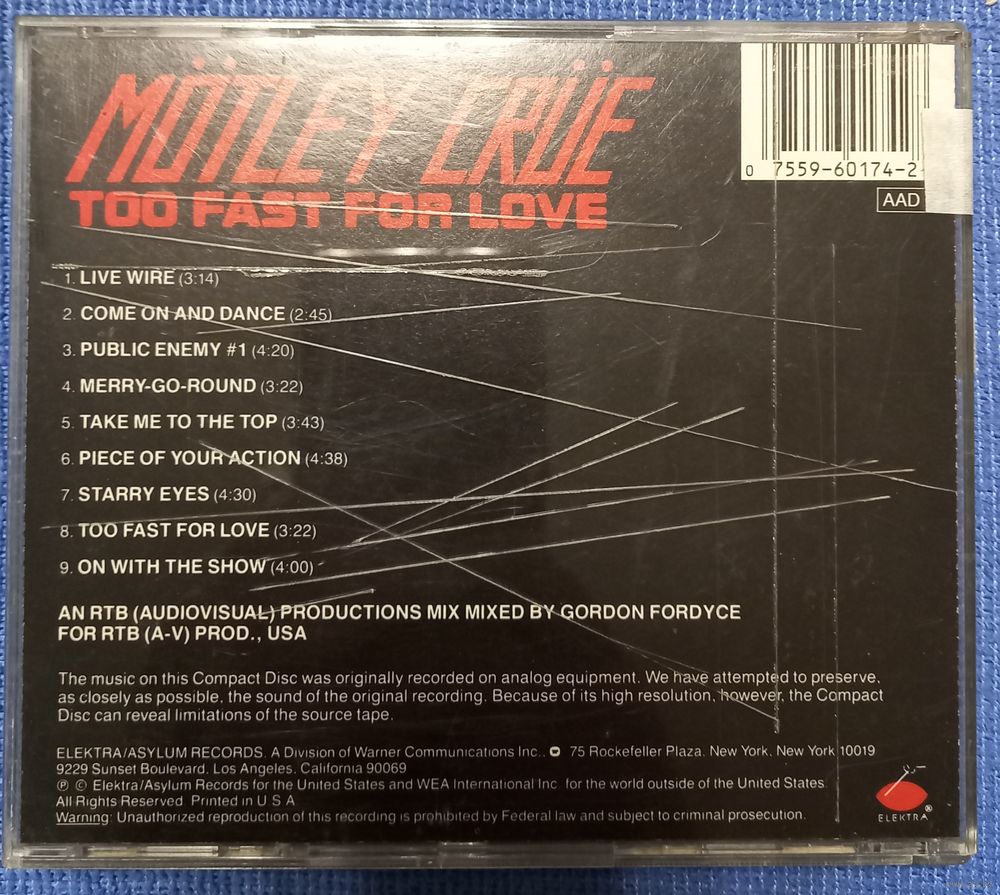 MÖTLEY CRÜE
TOO FAST FOR LOVE
0 7559-60174-2
AAD
1. LIVE WIRE (3:14)
2. COME ON AND DANCE (2:45)
3. PUBLIC ENEMY #1 (4:20)
4. MERRY-GO-ROUND (3:22)
5. TAKE ME TO THE TOP (3:43)
6. PIECE OF YOUR ACTION (4:38)
7. STARRY EYES (4:30)
8. TOO FAST FOR LOVE (3:22)
9. ON WITH THE SHOW (4:00)
AN RTB (AUDIOVISUAL) PRODUCTIONS MIX MIXED BY GORDON FORDYCE
FOR RTB (A-V) PROD., USA
The music on this Compact Disc was originally recorded on analog equipment. We have attempted to preserve,
as closely as possible, the sound of the original recording. Because of its high resolution, however, the Compact
Disc can reveal limitations of the source tape.
ELEKTRA/ASYLUM RECORDS. A Division of Warner Communications Inc., 75 Rockefeller Plaza, New York, New York 10019
9229 Sunset Boulevard, Los Angeles, California 90069
℗ © Elektra/Asylum Records for the United States and WEA International Inc. for the world outside of the United States.
All Rights Reserved. Printed in U S A
Warning: Unauthorized reproduction of this recording is prohibited by Federal law and subject to criminal prosecution.
ELEKTRA®